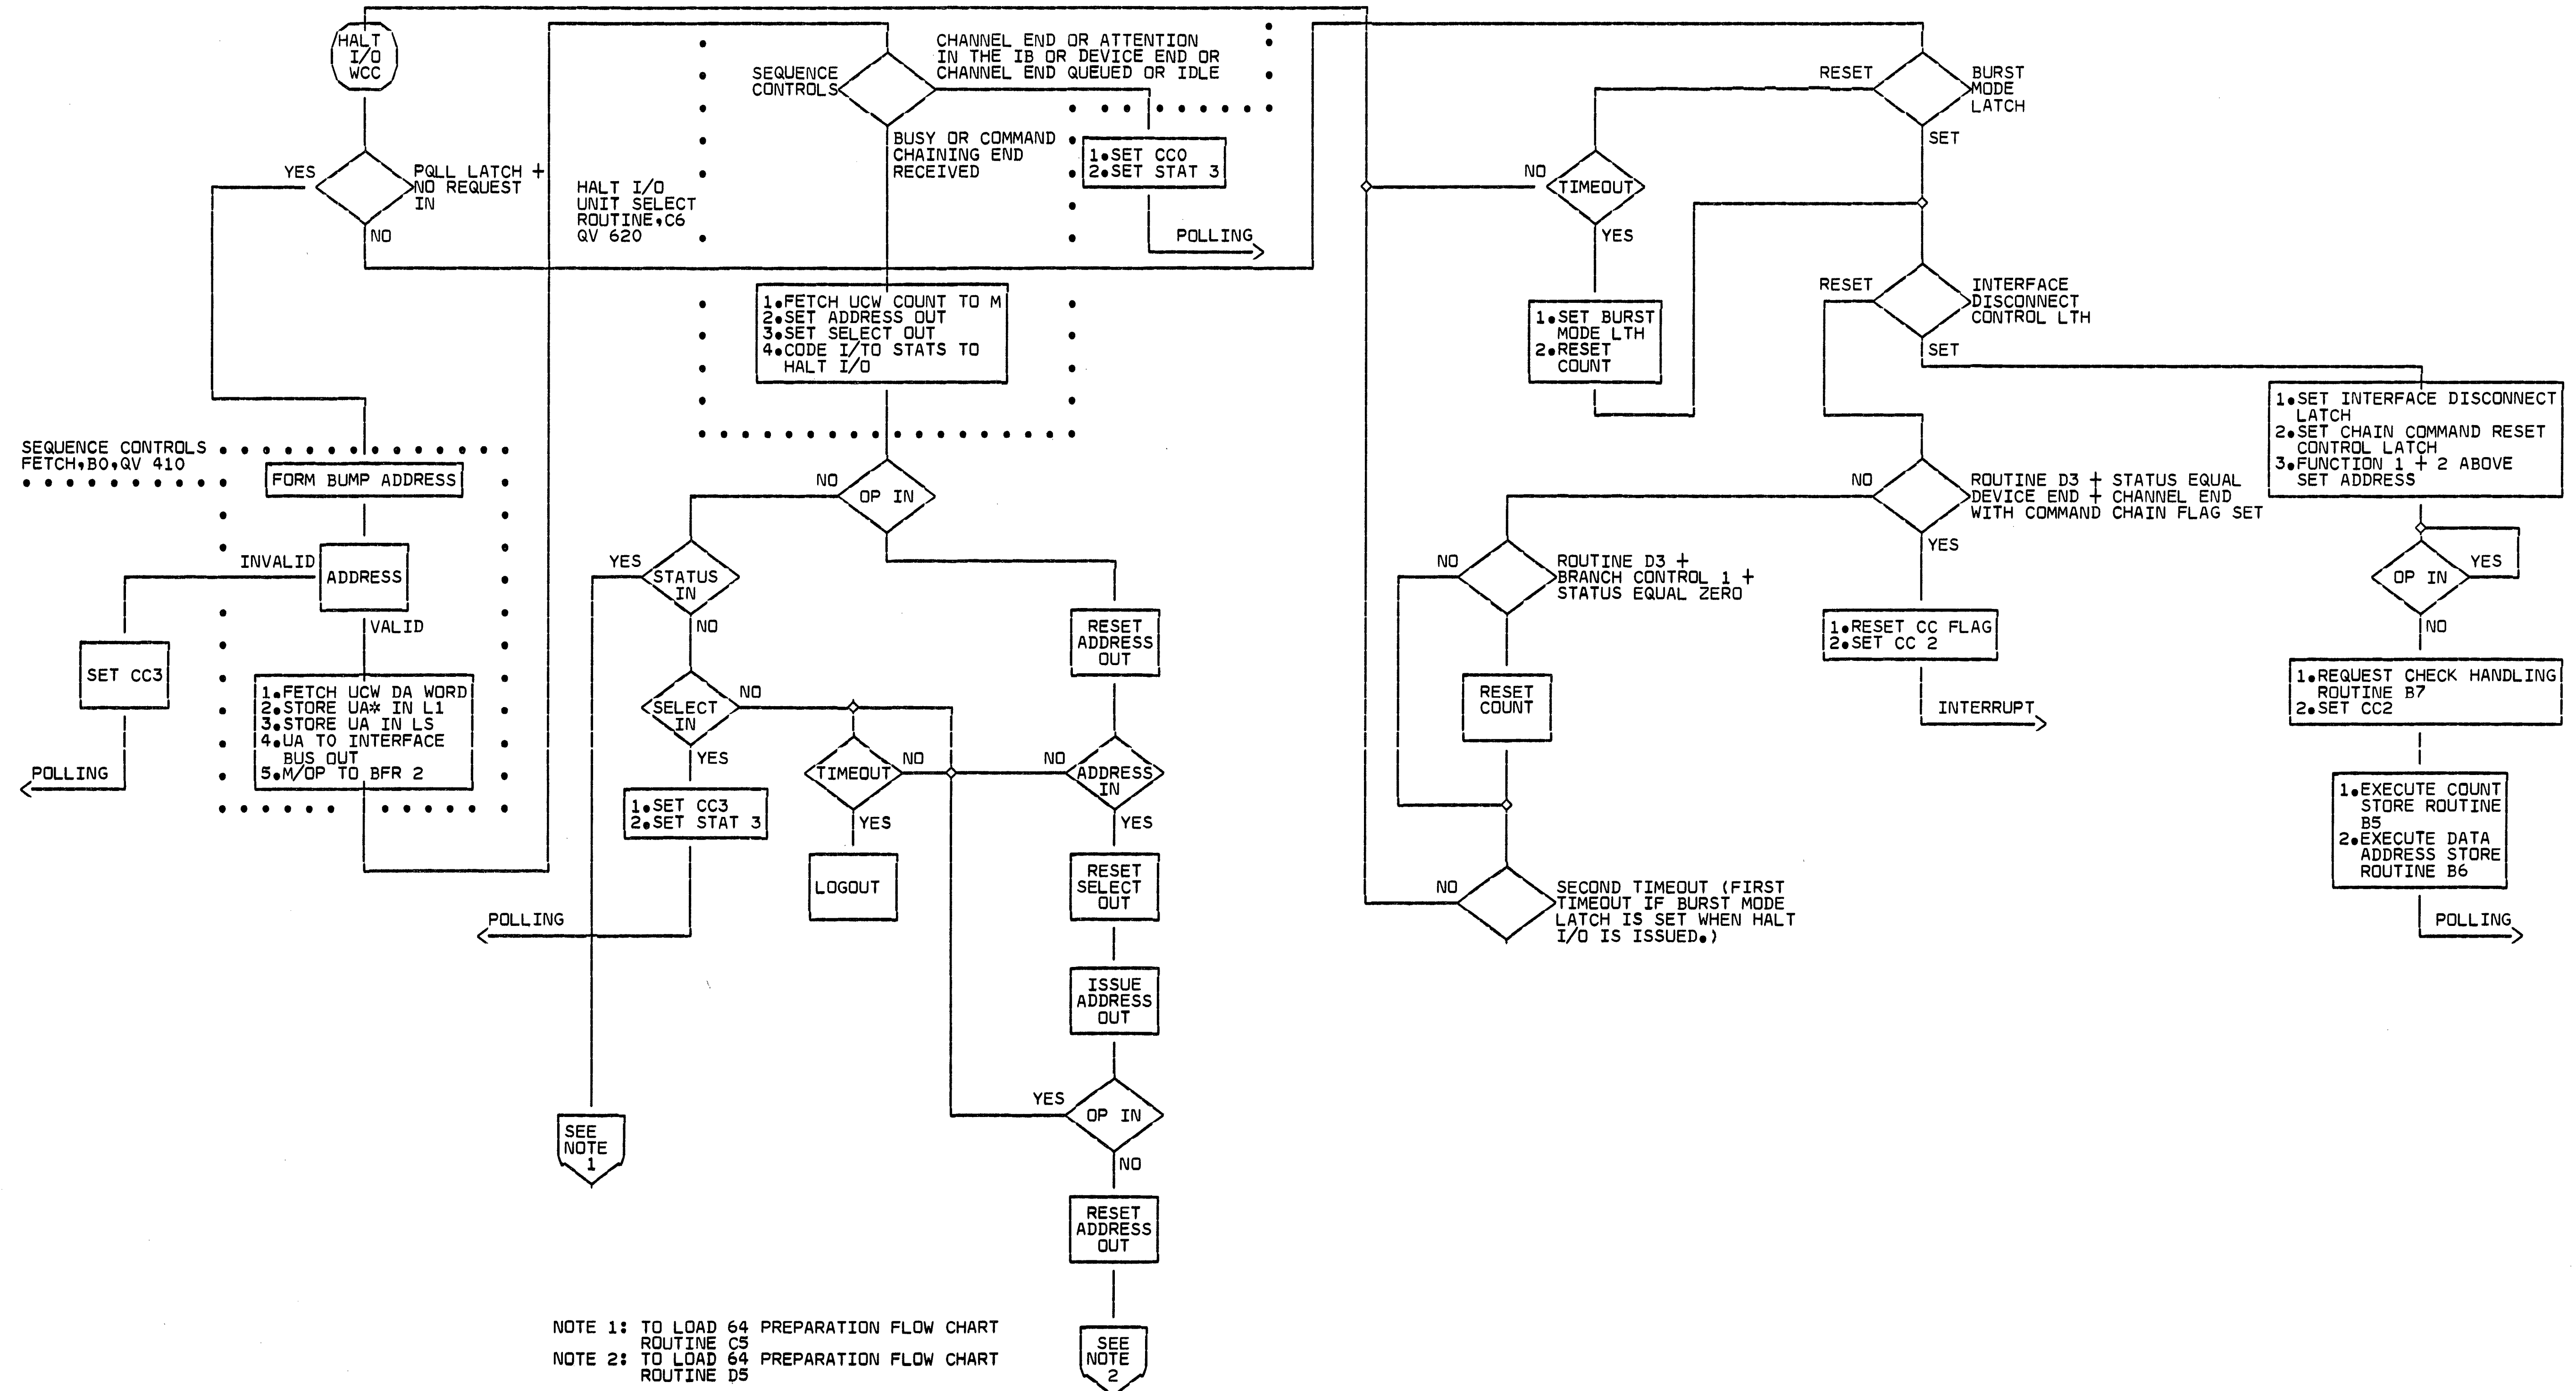 HALT
I/O
WCC
YES
POLL LATCH +
NO REQUEST
IN
NO
HALT I/O
UNIT SELECT
ROUTINE,C6
QV 620
SEQUENCE
CONTROLS
CHANNEL END OR ATTENTION
IN THE IB OR DEVICE END OR
CHANNEL END QUEUED OR IDLE
BUSY OR COMMAND
CHAINING END
RECEIVED
1.SET CC0
2.SET STAT 3
POLLING
1.FETCH UCW COUNT TO M
2.SET ADDRESS OUT
3.SET SELECT OUT
4.CODE I/TO STATS TO
HALT I/O
SEQUENCE CONTROLS
FETCH,B0,QV 410
FORM BUMP ADDRESS
INVALID
ADDRESS
VALID
SET CC3
POLLING
1.FETCH UCW DA WORD
2.STORE UA* IN L1
3.STORE UA IN LS
4.UA TO INTERFACE
BUS OUT
5.M/OP TO BFR 2
NO
OP IN
YES
STATUS
IN
NO
SELECT
IN
NO
YES
1.SET CC3
2.SET STAT 3
POLLING
TIMEOUT
NO
YES
LOGOUT
RESET
ADDRESS
OUT
NO
ADDRESS
IN
YES
RESET
SELECT
OUT
ISSUE
ADDRESS
OUT
YES
OP IN
NO
RESET
ADDRESS
OUT
SEE
NOTE
1
SEE
NOTE
2
NOTE 1: TO LOAD 64 PREPARATION FLOW CHART
ROUTINE C5
NOTE 2: TO LOAD 64 PREPARATION FLOW CHART
ROUTINE D5
RESET
BURST
MODE
LATCH
SET
NO
TIMEOUT
YES
1.SET BURST
MODE LTH
2.RESET
COUNT
RESET
INTERFACE
DISCONNECT
CONTROL LTH
SET
NO
ROUTINE D3 + STATUS EQUAL
DEVICE END + CHANNEL END
WITH COMMAND CHAIN FLAG SET
YES
NO
ROUTINE D3 +
BRANCH CONTROL 1 +
STATUS EQUAL ZERO
RESET
COUNT
1.RESET CC FLAG
2.SET CC 2
INTERRUPT
NO
SECOND TIMEOUT (FIRST
TIMEOUT IF BURST MODE
LATCH IS SET WHEN HALT
I/O IS ISSUED.)
1.SET INTERFACE DISCONNECT
LATCH
2.SET CHAIN COMMAND RESET
CONTROL LATCH
3.FUNCTION 1 + 2 ABOVE
SET ADDRESS
OP IN
YES
NO
1.REQUEST CHECK HANDLING
ROUTINE B7
2.SET CC2
1.EXECUTE COUNT
STORE ROUTINE
B5
2.EXECUTE DATA
ADDRESS STORE
ROUTINE B6
POLLING